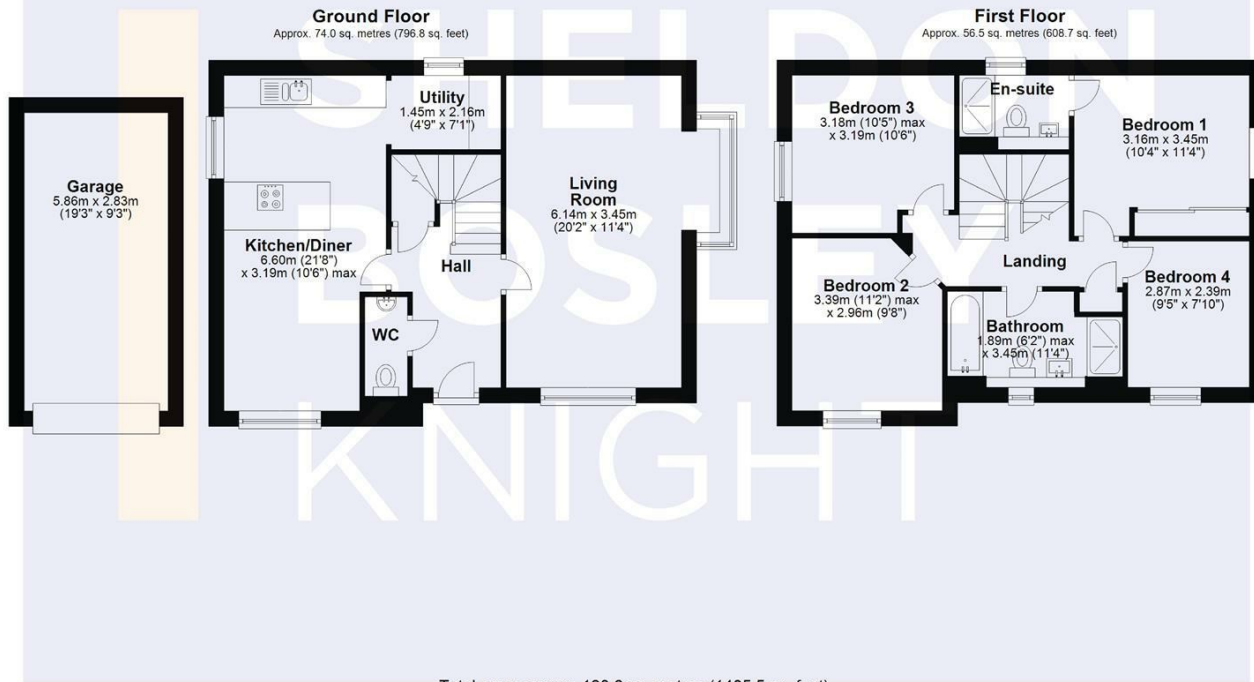 SHELDON
BOSLEY
KNIGHT
Ground Floor
Approx. 74.0 sq. metres (796.8 sq. feet)
Garage
5.86m x 2.83m
(19'3" x 9'3")
Utility
1.45m x 2.16m
(4'9" x 7'1")
Kitchen/Diner
6.60m (21'8")
x 3.19m (10'6") max
Hall
WC
Living
Room
6.14m x 3.45m
(20'2" x 11'4")
First Floor
Approx. 56.5 sq. metres (608.7 sq. feet)
Bedroom 3
3.18m (10'5") max
x 3.19m (10'6")
En-suite
Bedroom 1
3.16m x 3.45m
(10'4" x 11'4")
Landing
Bedroom 2
3.39m (11'2") max
x 2.96m (9'8")
Bathroom
1.89m (6'2") max
x 3.45m (11'4")
Bedroom 4
2.87m x 2.39m
(9'5" x 7'10")